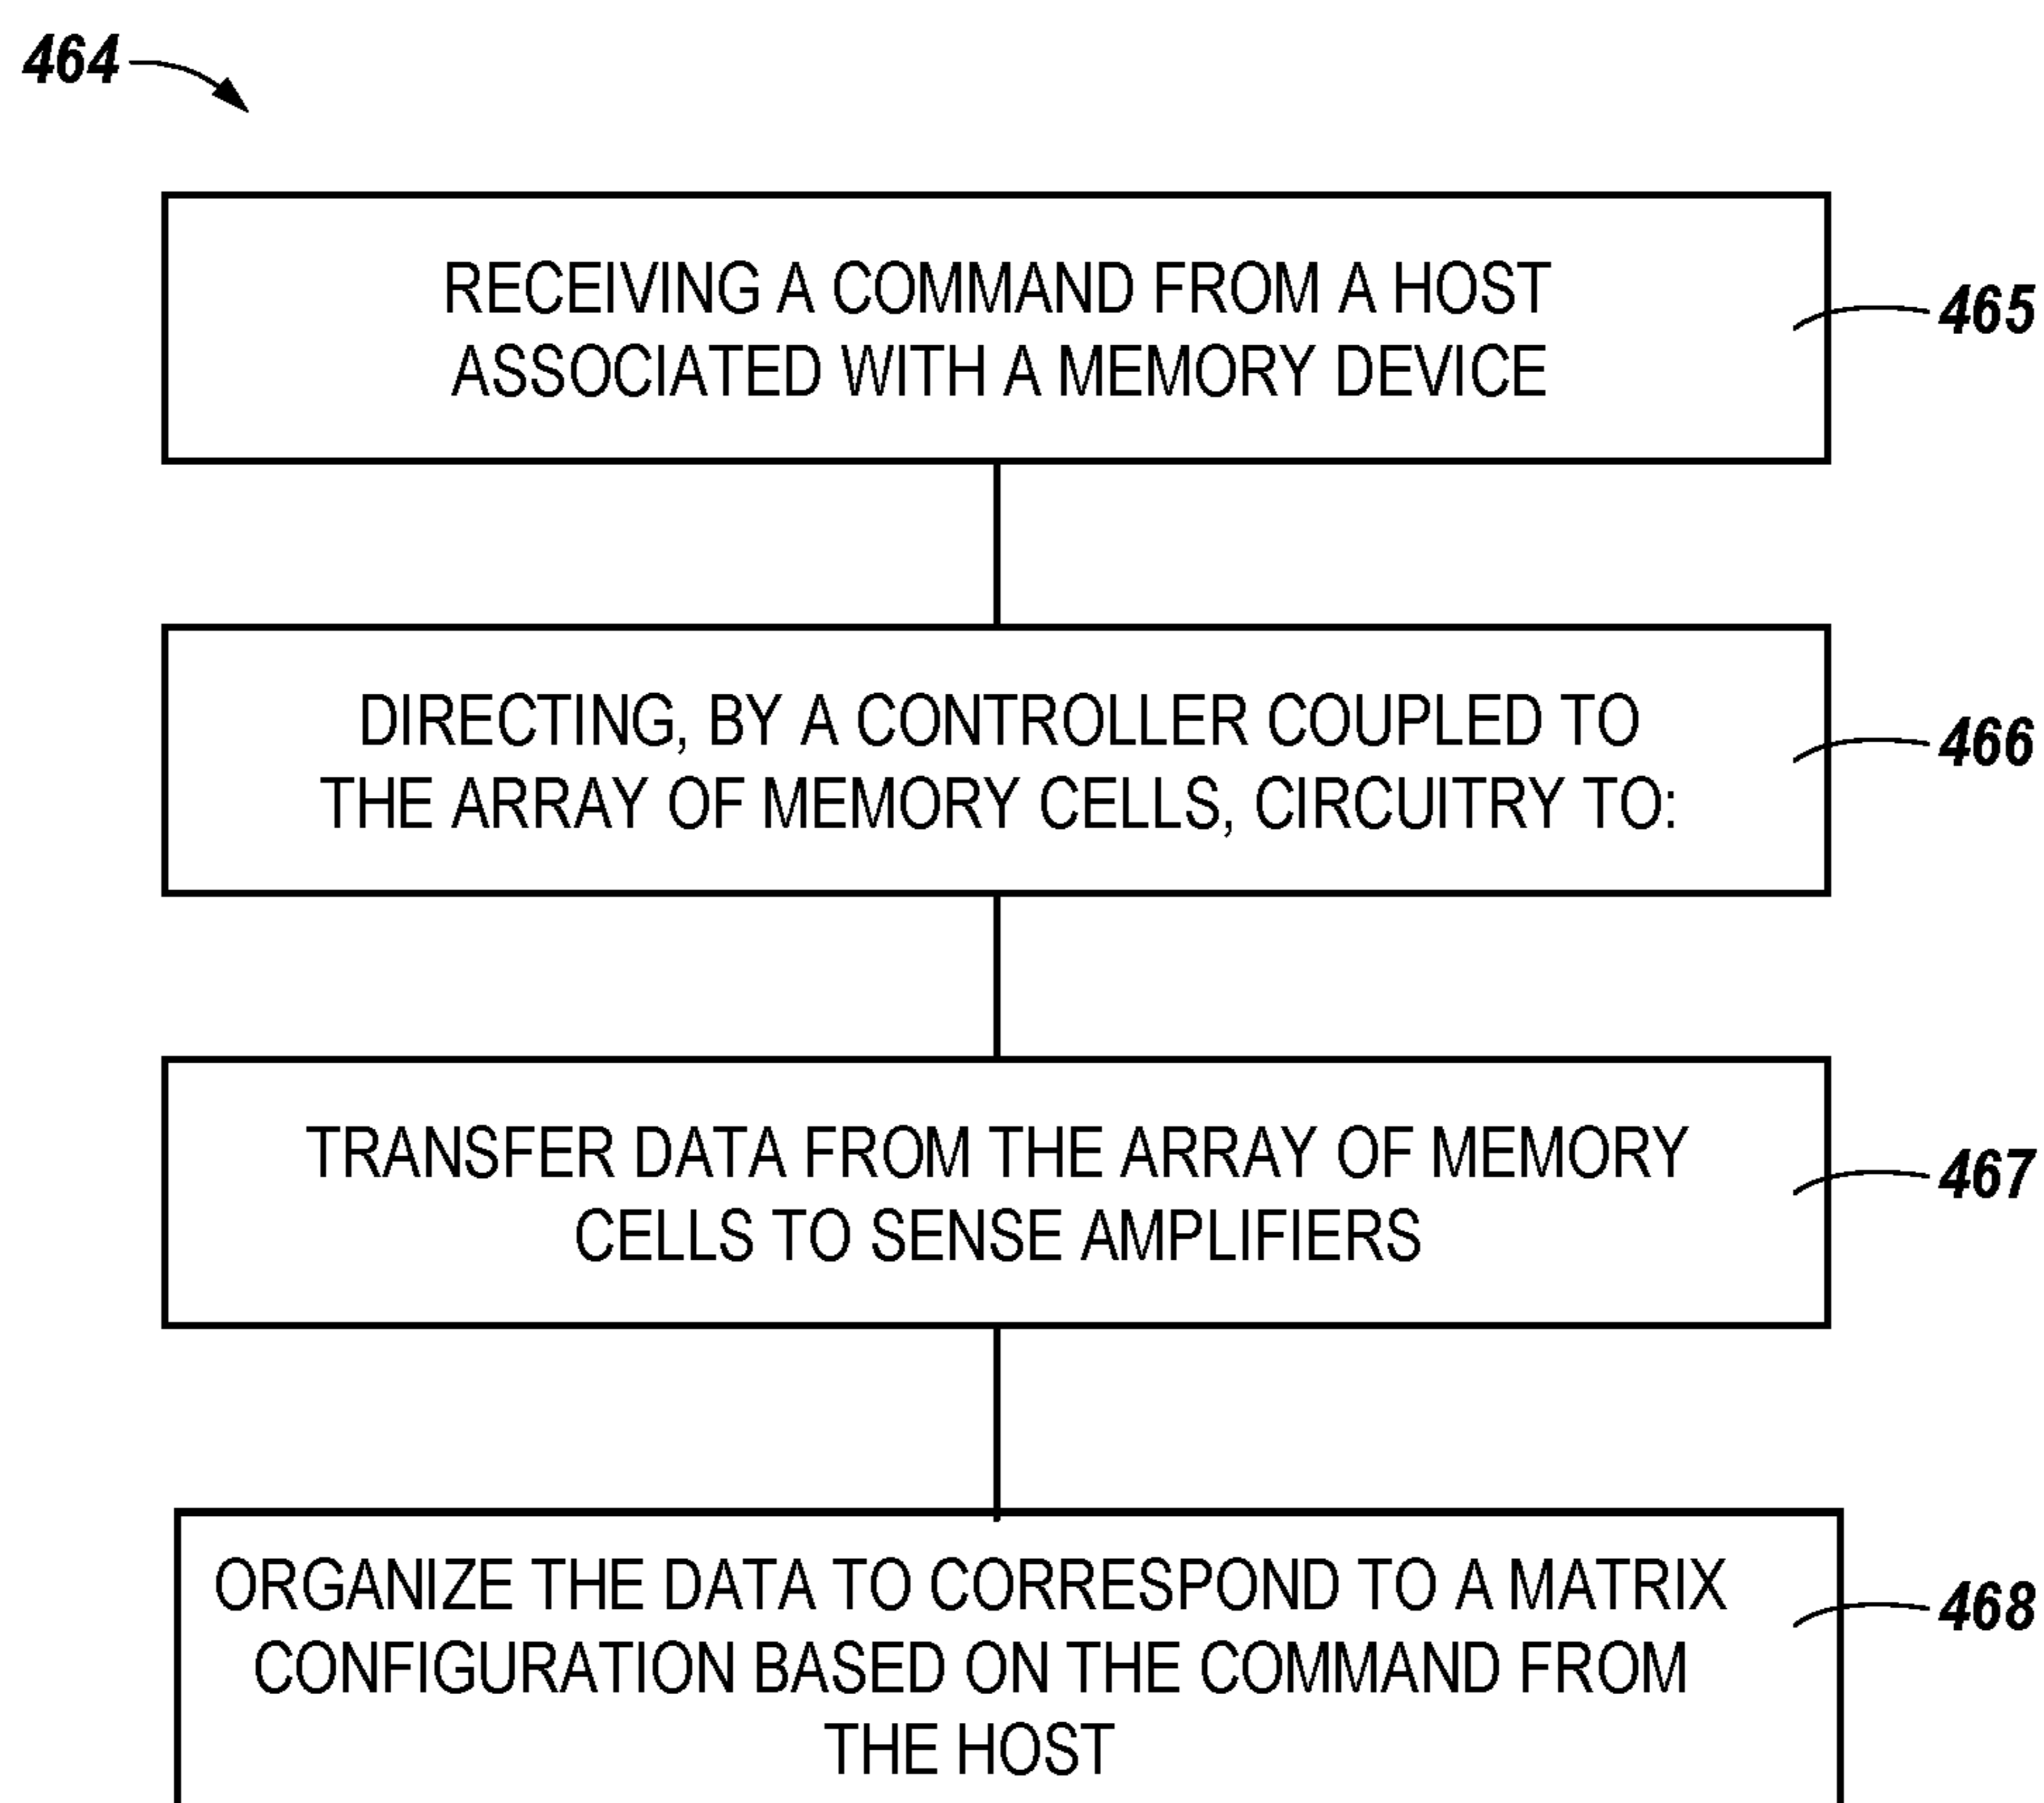 464
RECEIVING A COMMAND FROM A HOST
ASSOCIATED WITH A MEMORY DEVICE
465
DIRECTING, BY A CONTROLLER COUPLED TO
THE ARRAY OF MEMORY CELLS, CIRCUITRY TO:
466
TRANSFER DATA FROM THE ARRAY OF MEMORY
CELLS TO SENSE AMPLIFIERS
467
ORGANIZE THE DATA TO CORRESPOND TO A MATRIX
CONFIGURATION BASED ON THE COMMAND FROM
THE HOST
468